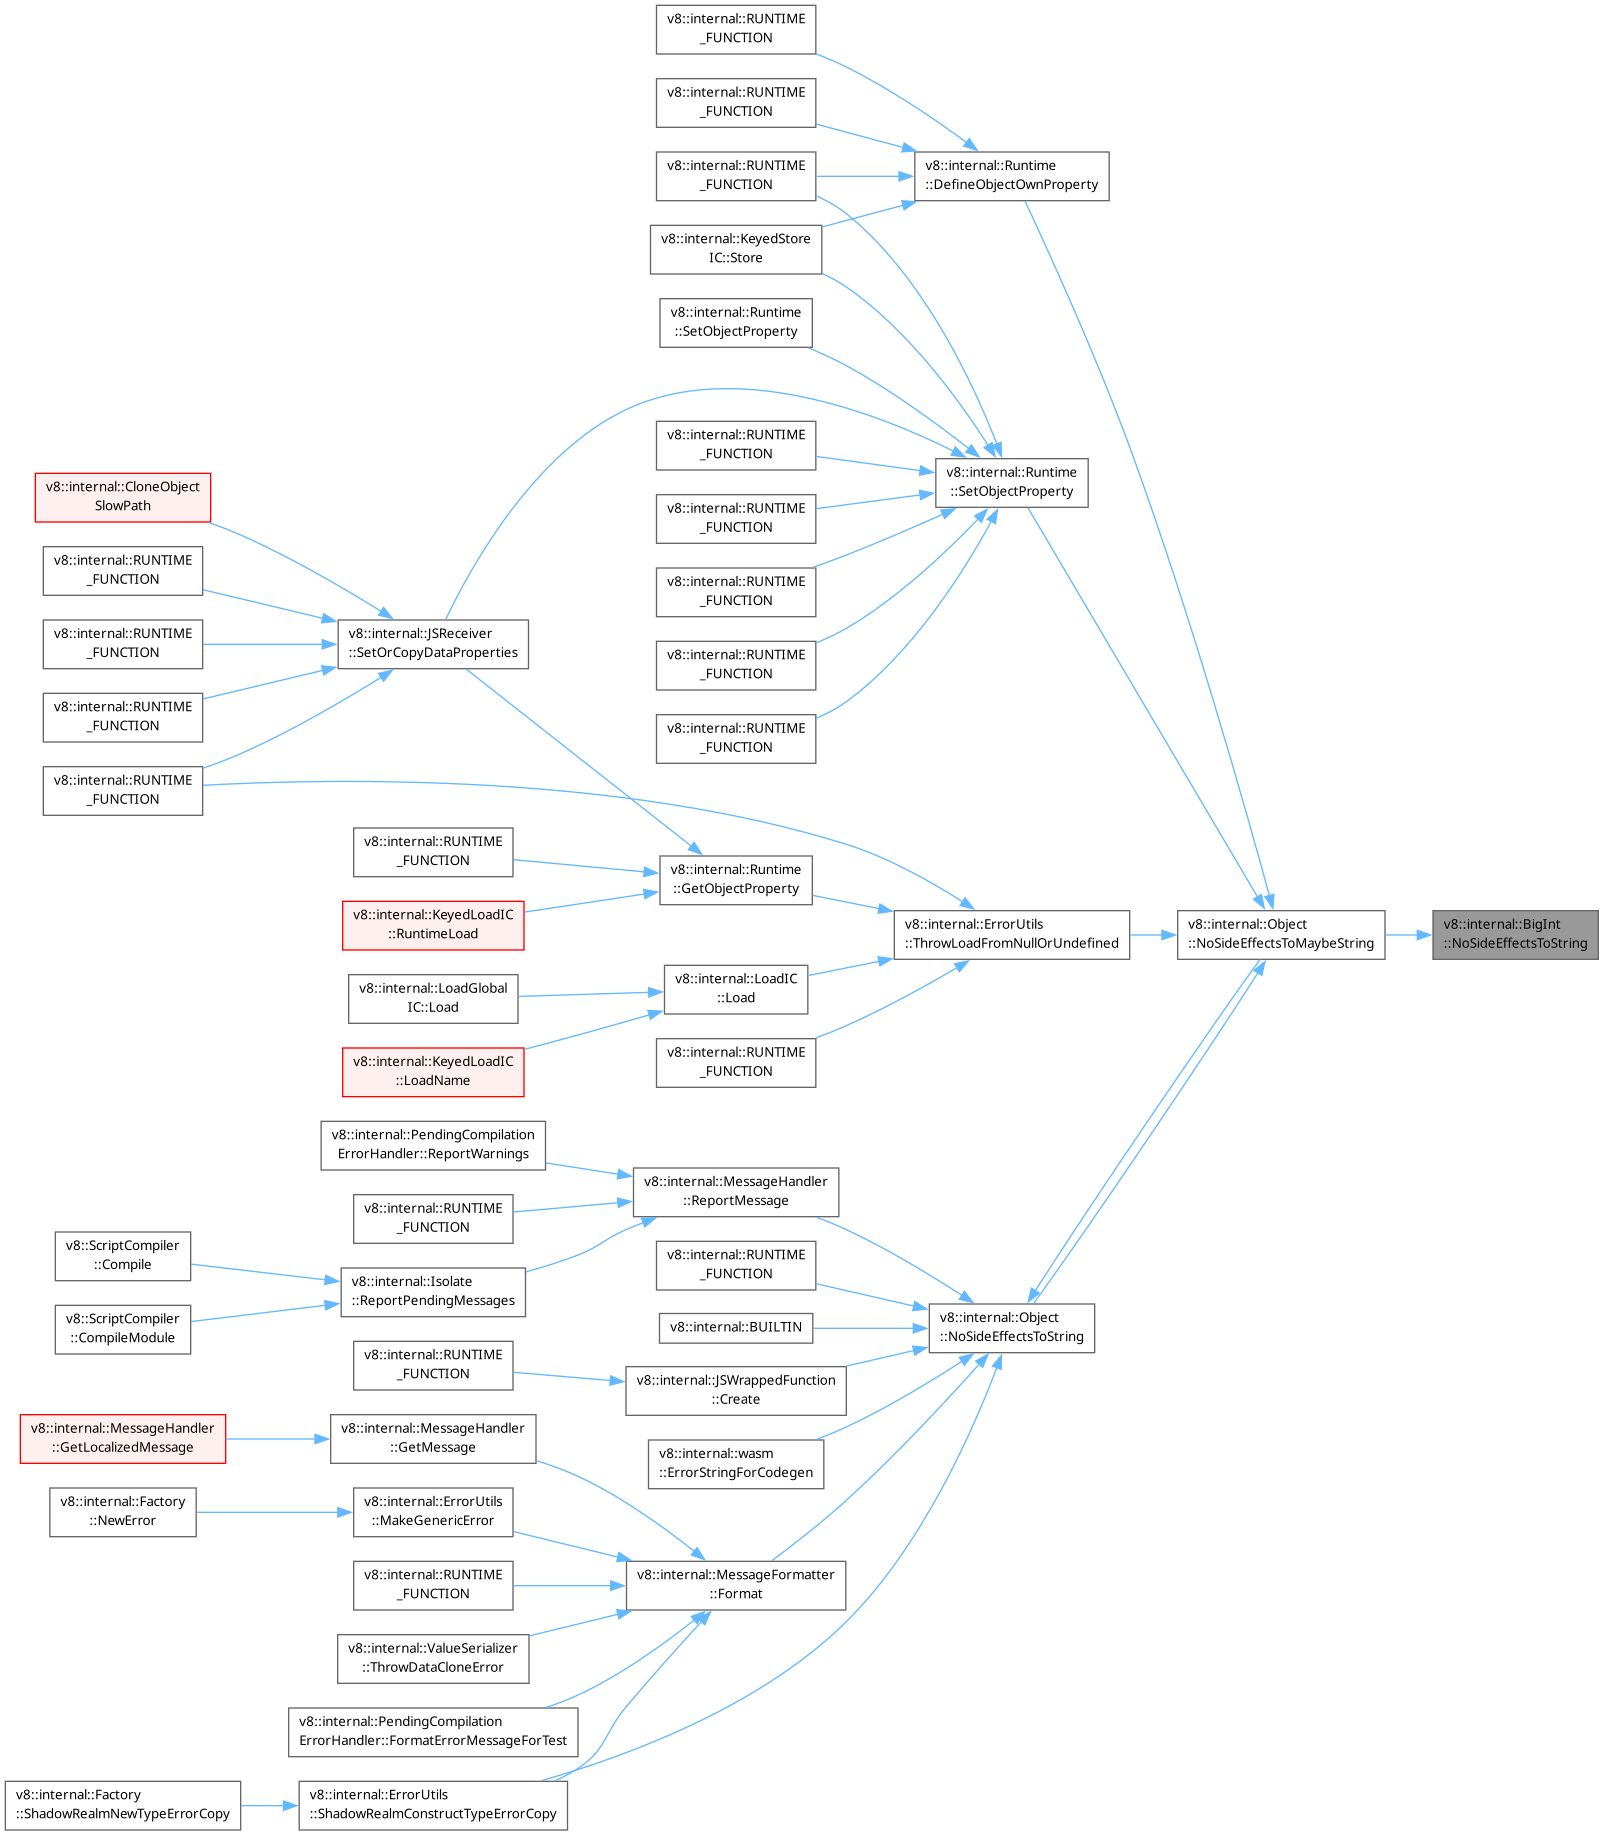 v8::internal::RUNTIME
_FUNCTION
v8::internal::RUNTIME
_FUNCTION
v8::internal::RUNTIME
_FUNCTION
v8::internal::Runtime
::DefineObjectOwnProperty
v8::internal::KeyedStore
IC::Store
v8::internal::Runtime
::SetObjectProperty
v8::internal::RUNTIME
_FUNCTION
v8::internal::Runtime
::SetObjectProperty
v8::internal::CloneObject
SlowPath
v8::internal::RUNTIME
_FUNCTION
v8::internal::RUNTIME
_FUNCTION
v8::internal::RUNTIME
_FUNCTION
v8::internal::RUNTIME
_FUNCTION
v8::internal::JSReceiver
::SetOrCopyDataProperties
v8::internal::RUNTIME
_FUNCTION
v8::internal::RUNTIME
_FUNCTION
v8::internal::RUNTIME
_FUNCTION
v8::internal::RUNTIME
_FUNCTION
v8::internal::RUNTIME
_FUNCTION
v8::internal::Runtime
::GetObjectProperty
v8::internal::KeyedLoadIC
::RuntimeLoad
v8::internal::ErrorUtils
::ThrowLoadFromNullOrUndefined
v8::internal::Object
::NoSideEffectsToMaybeString
v8::internal::BigInt
::NoSideEffectsToString
v8::internal::LoadGlobal
IC::Load
v8::internal::LoadIC
::Load
v8::internal::KeyedLoadIC
::LoadName
v8::internal::RUNTIME
_FUNCTION
v8::internal::PendingCompilation
ErrorHandler::ReportWarnings
v8::internal::MessageHandler
::ReportMessage
v8::internal::RUNTIME
_FUNCTION
v8::ScriptCompiler
::Compile
v8::internal::RUNTIME
_FUNCTION
v8::internal::Isolate
::ReportPendingMessages
v8::ScriptCompiler
::CompileModule
v8::internal::BUILTIN
v8::internal::Object
::NoSideEffectsToString
v8::internal::RUNTIME
_FUNCTION
v8::internal::JSWrappedFunction
::Create
v8::internal::MessageHandler
::GetLocalizedMessage
v8::internal::MessageHandler
::GetMessage
v8::internal::wasm
::ErrorStringForCodegen
v8::internal::Factory
::NewError
v8::internal::ErrorUtils
::MakeGenericError
v8::internal::RUNTIME
_FUNCTION
v8::internal::MessageFormatter
::Format
v8::internal::ValueSerializer
::ThrowDataCloneError
v8::internal::PendingCompilation
ErrorHandler::FormatErrorMessageForTest
v8::internal::Factory
::ShadowRealmNewTypeErrorCopy
v8::internal::ErrorUtils
::ShadowRealmConstructTypeErrorCopy